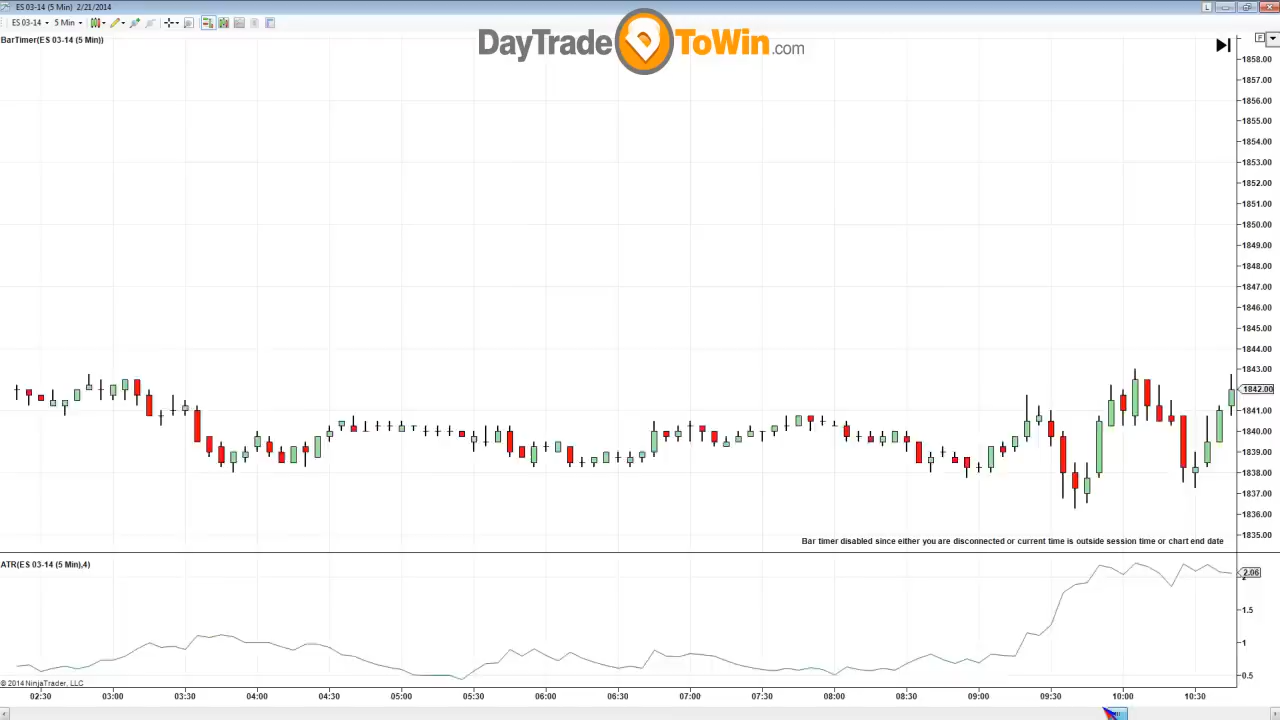 ES 03-14 (5 Min) 2/21/2014
ES 03-14 5 Min
BarTimer(ES 03-14 (5 Min))
DayTradeToWin.com
L
F
1858.00
1857.00
1856.00
1855.00
1854.00
1853.00
1852.00
1851.00
1850.00
1849.00
1848.00
1847.00
1846.00
1845.00
1844.00
1843.00
1842.00
1841.00
1840.00
1839.00
1838.00
1837.00
1836.00
1835.00
Bar timer disabled since either you are disconnected or current time is outside session time or chart end date
ATR(ES 03-14 (5 Min),4)
2.06
1.5
1
0.5
© 2014 NinjaTrader, LLC
02:30 03:00 03:30 04:00 04:30 05:00 05:30 06:00 06:30 07:00 07:30 08:00 08:30 09:00 09:30 10:00 10:30